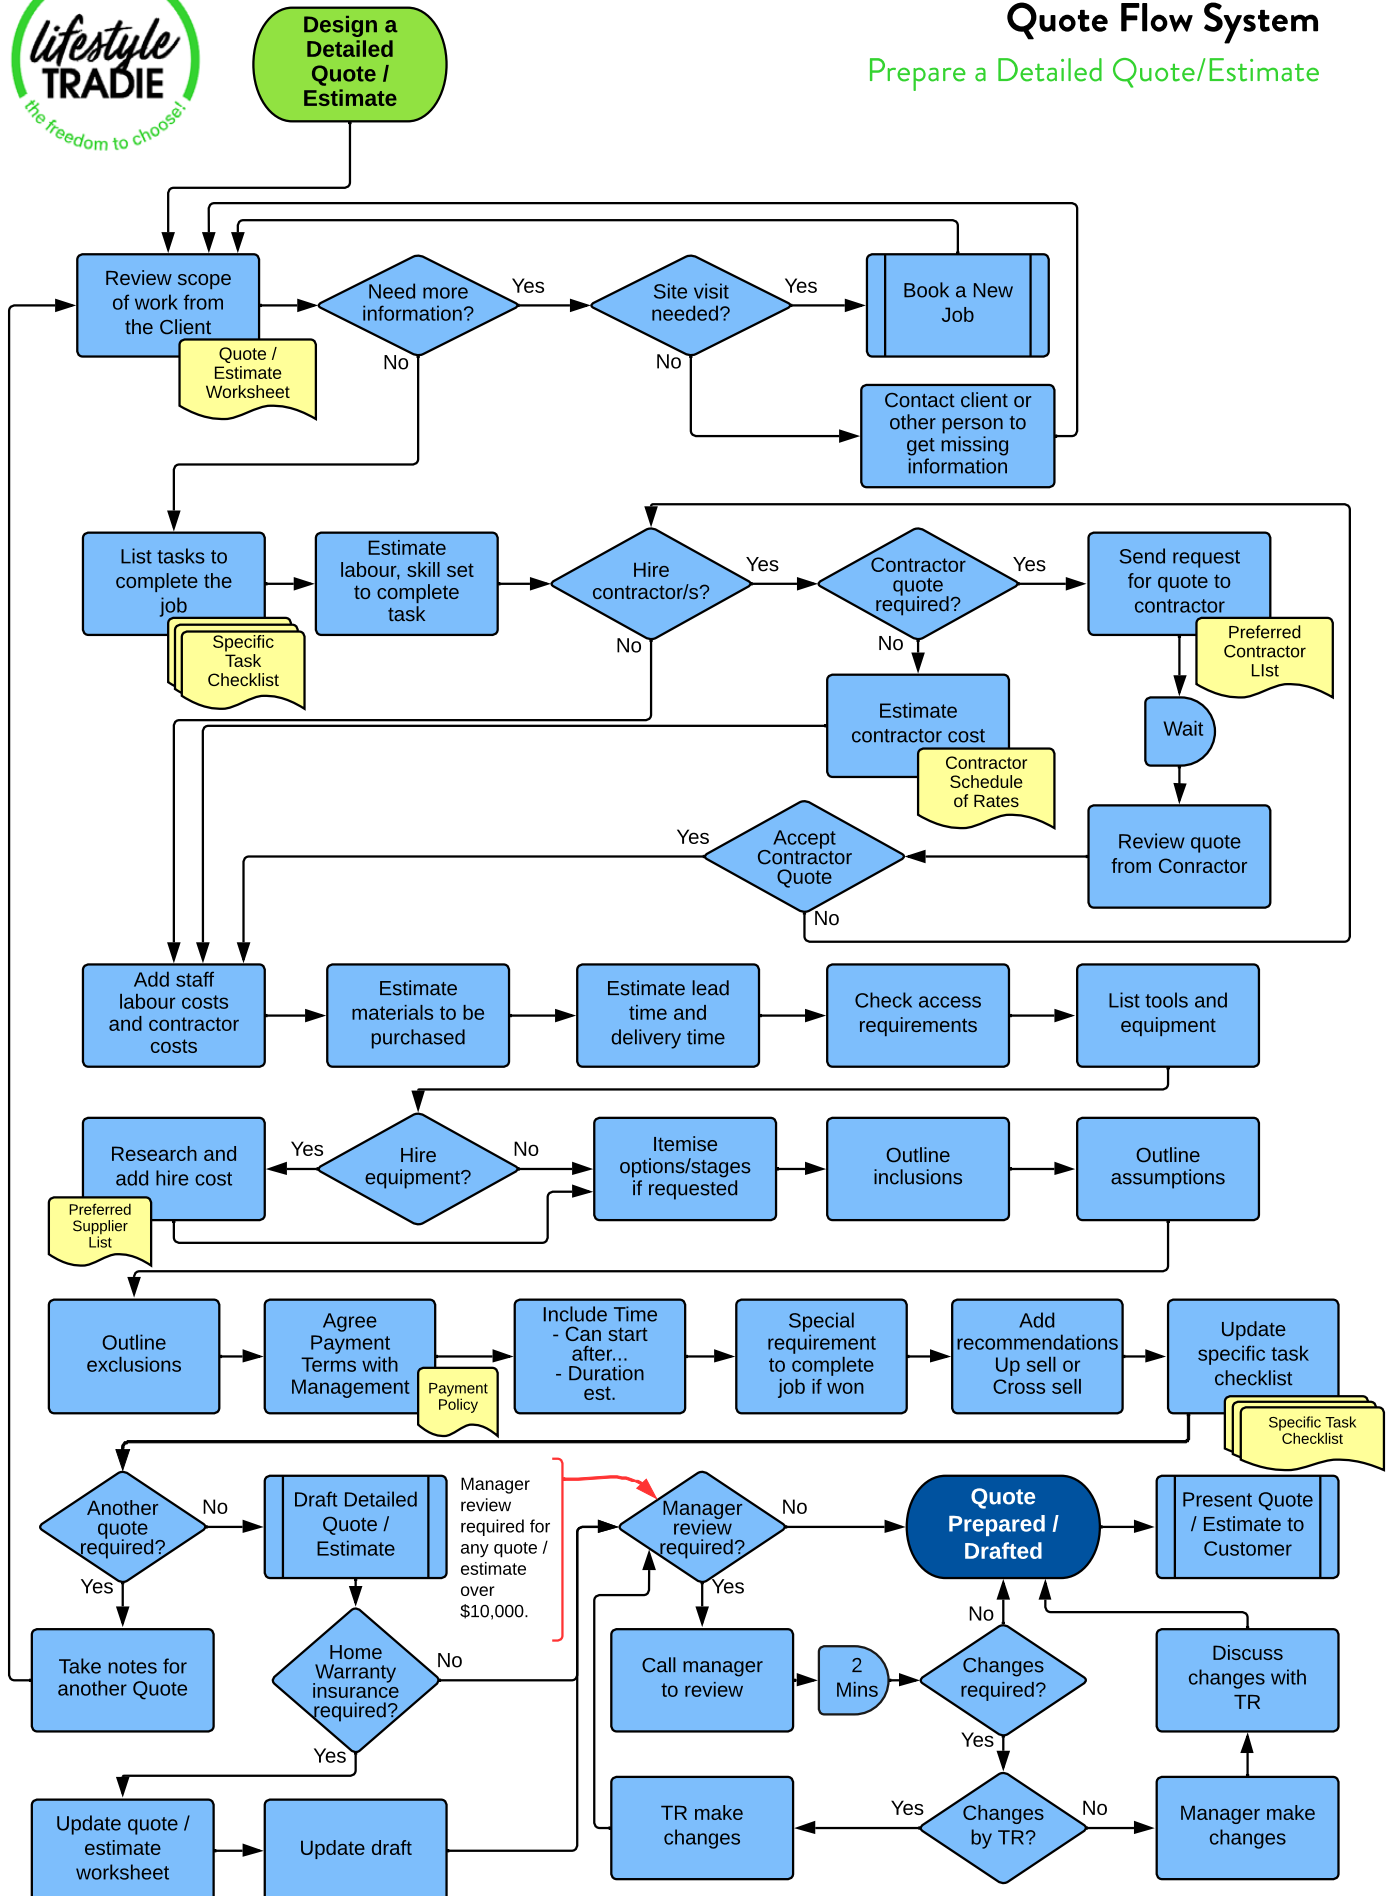 lifestyle
TRADIE
the freedom to choose!
Design a
Detailed
Quote /
Estimate
Quote Flow System
Prepare a Detailed Quote/Estimate
Review scope
of work from
the Client
Quote /
Estimate
Worksheet
Need more
information?
Yes
No
Site visit
needed?
Yes
No
Book a New
Job
Contact client or
other person to
get missing
information
List tasks to
complete the
job
Specific
Task
Checklist
Estimate
labour, skill set
to complete
task
Hire
contractor/s?
Yes
No
Contractor
quote
required?
Yes
No
Send request
for quote to
contractor
Preferred
Contractor
LIst
Estimate
contractor cost
Contractor
Schedule
of Rates
Wait
Review quote
from Conractor
Accept
Contractor
Quote
Yes
No
Add staff
labour costs
and contractor
costs
Estimate
materials to be
purchased
Estimate lead
time and
delivery time
Check access
requirements
List tools and
equipment
Research and
add hire cost
Preferred
Supplier
List
Yes
Hire
equipment?
No
Itemise
options/stages
if requested
Outline
inclusions
Outline
assumptions
Outline
exclusions
Agree
Payment
Terms with
Management
Payment
Policy
Include Time
- Can start
after...
- Duration
est.
Special
requirement
to complete
job if won
Add
recommendations
Up sell or
Cross sell
Update
specific task
checklist
Specific Task
Checklist
Another
quote
required?
No
Yes
Draft Detailed
Quote /
Estimate
Manager
review
required for
any quote /
estimate
over
$10,000.
Manager
review
required?
No
Yes
Quote
Prepared /
Drafted
Present Quote
/ Estimate to
Customer
Take notes for
another Quote
Home
Warranty
insurance
required?
No
Yes
Call manager
to review
2
Mins
No
Changes
required?
Yes
Discuss
changes with
TR
Update quote /
estimate
worksheet
Update draft
TR make
changes
Yes
Changes
by TR?
No
Manager make
changes